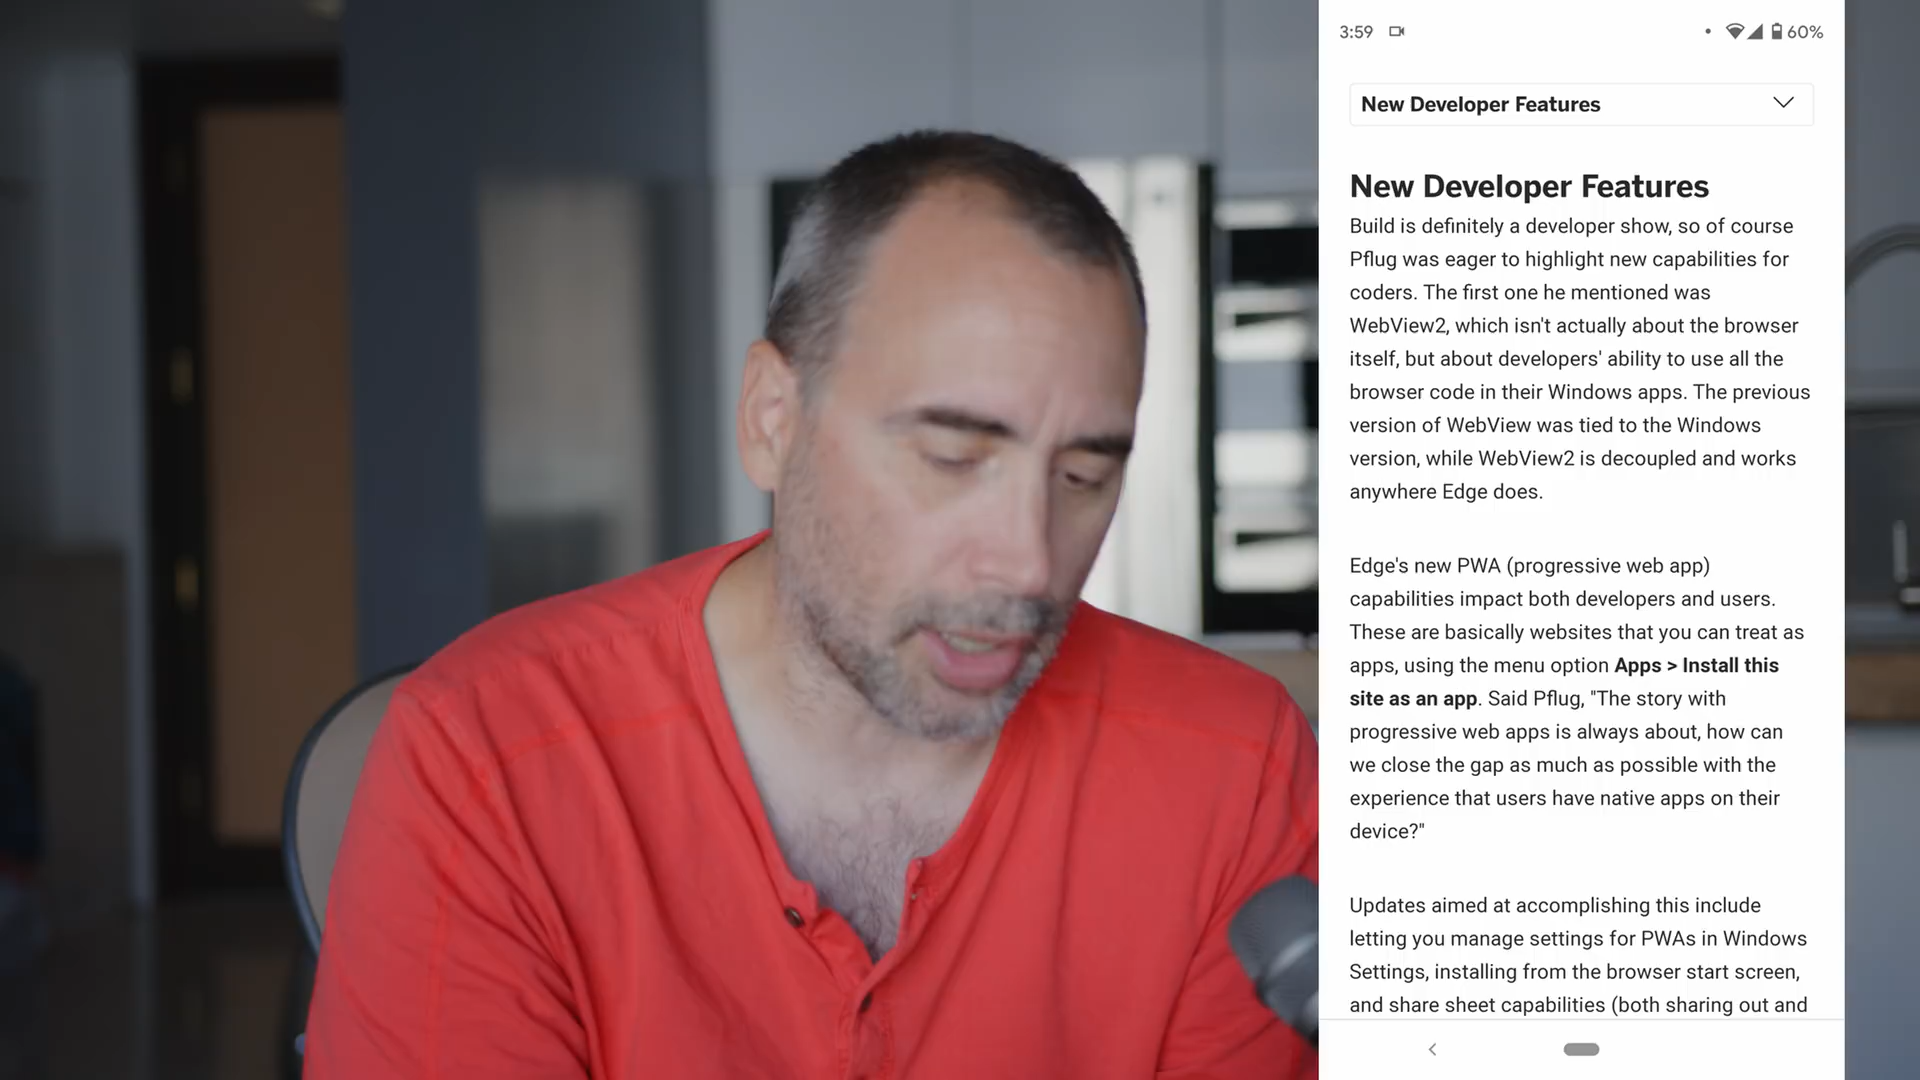 3:59
60%
New Developer Features
New Developer Features
Build is definitely a developer show, so of course
Pflug was eager to highlight new capabilities for
coders. The first one he mentioned was
WebView2, which isn't actually about the browser
itself, but about developers' ability to use all the
browser code in their Windows apps. The previous
version of WebView was tied to the Windows
version, while WebView2 is decoupled and works
anywhere Edge does.
Edge's new PWA (progressive web app)
capabilities impact both developers and users.
These are basically websites that you can treat as
apps, using the menu option Apps > Install this
site as an app. Said Pflug, "The story with
progressive web apps is always about, how can
we close the gap as much as possible with the
experience that users have native apps on their
device?"
Updates aimed at accomplishing this include
letting you manage settings for PWAs in Windows
Settings, installing from the browser start screen,
and share sheet capabilities (both sharing out and